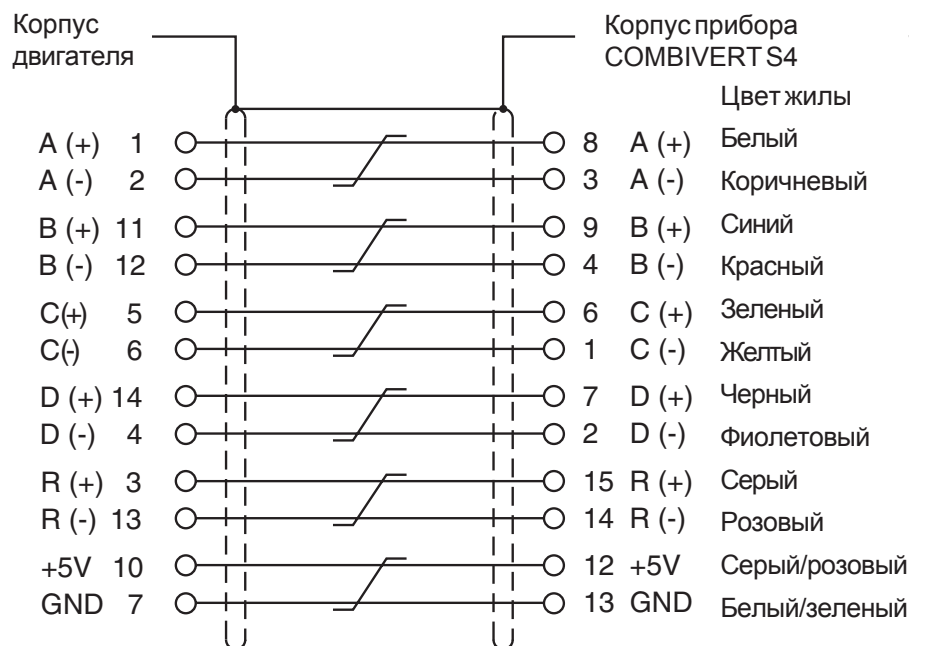 Корпус
двигателя
Корпус прибора
COMBIVERT S4
Цвет жилы
A (+) 1 8 A (+) Белый
A (-) 2 3 A (-) Коричневый
B (+) 11 9 B (+) Синий
B (-) 12 4 B (-) Красный
C(+) 5 6 C (+) Зеленый
C(-) 6 1 C (-) Желтый
D (+) 14 7 D (+) Черный
D (-) 4 2 D (-) Фиолетовый
R (+) 3 15 R (+) Серый
R (-) 13 14 R (-) Розовый
+5V 10 12 +5V Серый/розовый
GND 7 13 GND Белый/зеленый